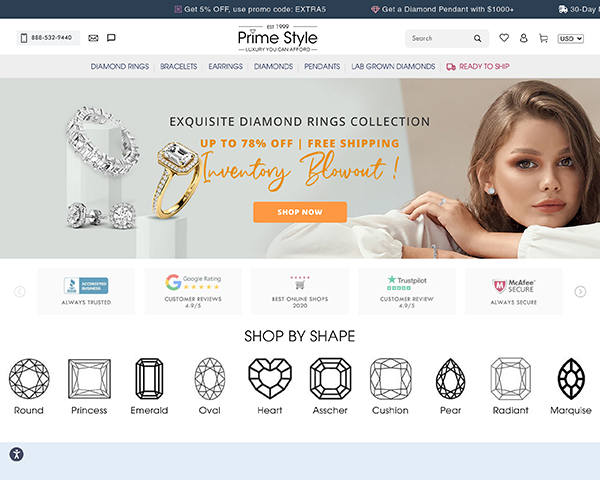 Get 5% OFF, use promo code: EXTRA5
Get a Diamond Pendant with $1000+
30-Day
888-532-9440
EST 1999
Prime Style
LUXURY YOU CAN AFFORD
Search
USD
DIAMOND RINGS
BRACELETS
EARRINGS
DIAMONDS
PENDANTS
LAB GROWN DIAMONDS
READY TO SHIP
EXQUISITE DIAMOND RINGS COLLECTION
UP TO 78% OFF | FREE SHIPPING
Inventory Blowout !
SHOP NOW
ACCREDITED BUSINESS
ALWAYS TRUSTED
Google Rating
CUSTOMER REVIEWS
4.9/5
BEST ONLINE SHOPS
2020
Trustpilot
CUSTOMER REVIEW
4.9/5
McAfee
SECURE
ALWAYS SECURE
SHOP BY SHAPE
Round
Princess
Emerald
Oval
Heart
Asscher
Cushion
Pear
Radiant
Marquise